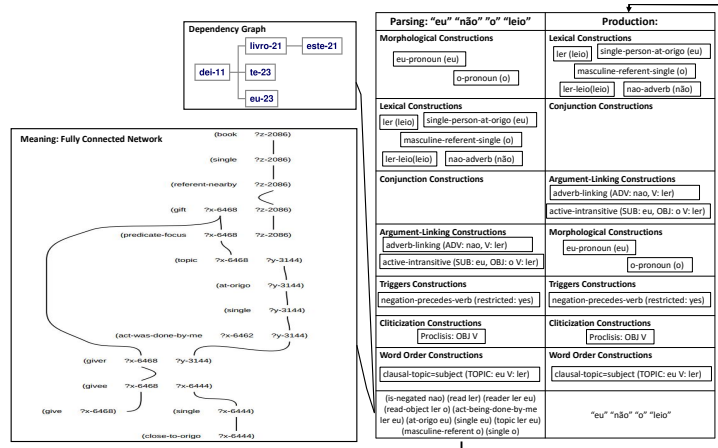 Dependency Graph
livro-21 este-21
dei-11 te-23
eu-23
Meaning: Fully Connected Network
(book ?z-2086)
(single ?z-2086)
(referent-nearby ?z-2086)
(gift ?x-6468 ?z-2086)
(predicate-focus ?x-6468 ?z-2086)
(topic ?x-6468 ?y-3144)
(at-origo ?y-3144)
(single ?y-3144)
(act-was-done-by-me ?x-6462 ?y-3144)
(giver ?x-6468 ?y-3144)
(givee ?x-6468 ?x-6444)
(give ?x-6468) (single ?x-6444)
(close-to-origo ?x-6444)
Parsing: “eu” “não” “o” “leio”
Morphological Constructions
eu-pronoun (eu)
o-pronoun (o)
Lexical Constructions
ler (leio) single-person-at-origo (eu)
masculine-referent-single (o)
ler-leio(leio) nao-adverb (não)
Conjunction Constructions
Argument-Linking Constructions
adverb-linking (ADV: nao, V: ler)
active-intransitive (SUB: eu, OBJ: o V: ler)
Triggers Constructions
negation-precedes-verb (restricted: yes)
Cliticization Constructions
Proclisis: OBJ V
Word Order Constructions
clausal-topic=subject (TOPIC: eu V: ler)
(is-negated nao) (read ler) (reader ler eu)
(read-object ler o) (act-being-done-by-me
ler eu) (at-origo eu) (single eu) (topic ler eu)
(masculine-referent o) (single o)
Production:
Lexical Constructions
ler (leio) single-person-at-origo (eu)
masculine-referent-single (o)
ler-leio(leio) nao-adverb (não)
Conjunction Constructions
Argument-Linking Constructions
adverb-linking (ADV: nao, V: ler)
active-intransitive (SUB: eu, OBJ: o V: ler)
Morphological Constructions
eu-pronoun (eu)
o-pronoun (o)
Triggers Constructions
negation-precedes-verb (restricted: yes)
Cliticization Constructions
Proclisis: OBJ V
Word Order Constructions
clausal-topic=subject (TOPIC: eu V: ler)
“eu” “não” “o” “leio”